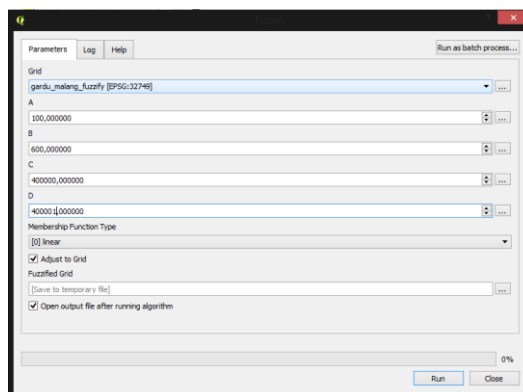 Fuzzify
Parameters
Log
Help
Run as batch process...
Grid
gardu_malang_fuzzify [EPSG:32749]
...
A
100,000000
...
B
600,000000
...
C
400000,000000
...
D
400001,000000
...
Membership Function Type
[0] linear
Adjust to Grid
Fuzzified Grid
[Save to temporary file]
...
Open output file after running algorithm
0%
Run
Close